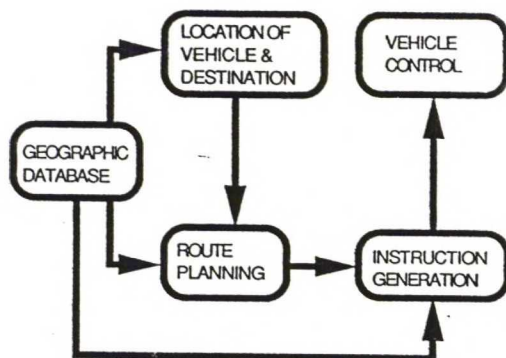 LOCATION OF
VEHICLE &
DESTINATION
VEHICLE
CONTROL
GEOGRAPHIC
DATABASE
ROUTE
PLANNING
INSTRUCTION
GENERATION